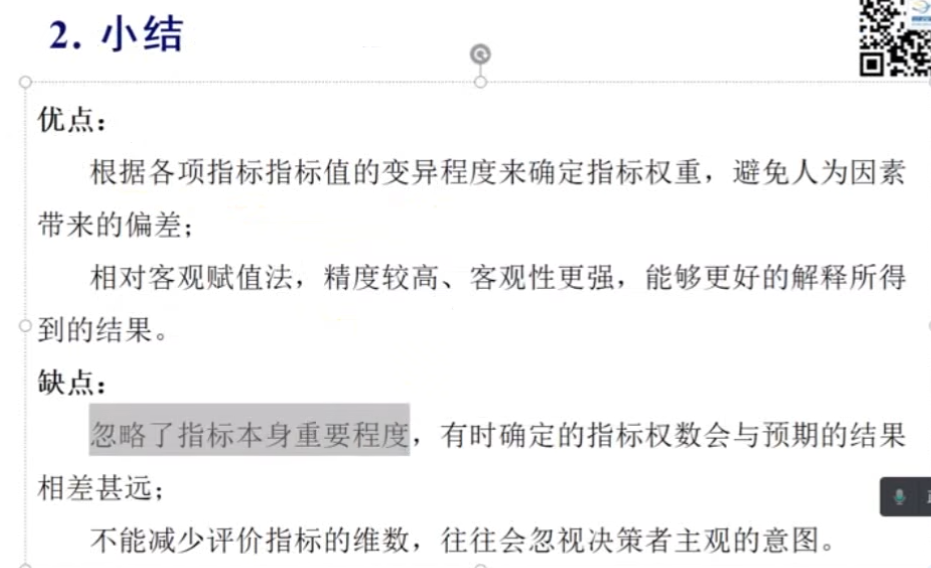 2. 小结
优点：
根据各项指标指标值的变异程度来确定指标权重，避免人为因素
带来的偏差；
相对客观赋值法，精度较高、客观性更强，能够更好的解释所得
到的结果。
缺点：
忽略了指标本身重要程度，有时确定的指标权数会与预期的结果
相差甚远；
不能减少评价指标的维数，往往会忽视决策者主观的意图。